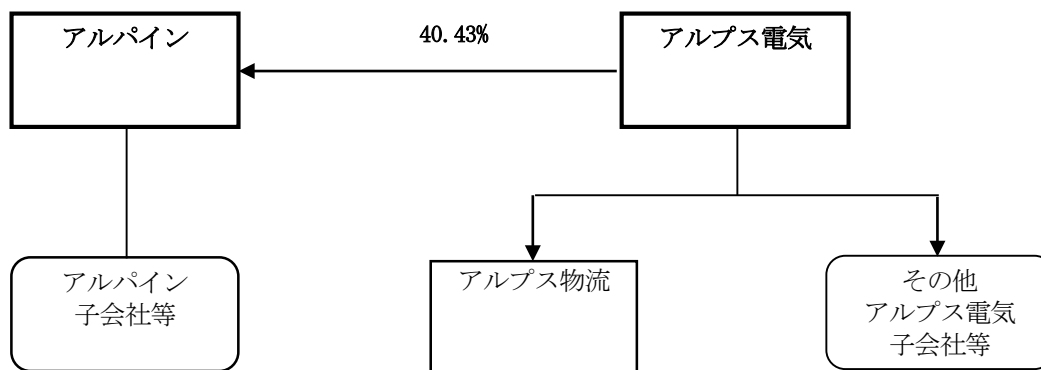 アルパイン
40.43%
アルプス電気
アルパイン
子会社等
アルプス物流
その他
アルプス電気
子会社等